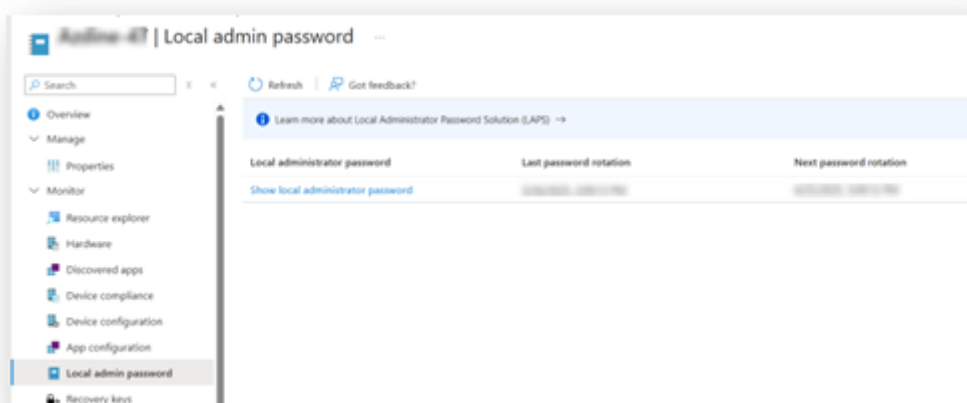 | Local admin password ...
Search
Refresh | Got feedback?
Overview
Learn more about Local Administrator Password Solution (LAPS) →
Manage
Properties
Local administrator password Last password rotation Next password rotation
Monitor
Show local administrator password
Resource explorer
Hardware
Discovered apps
Device compliance
Device configuration
App configuration
Local admin password
Recovery keys